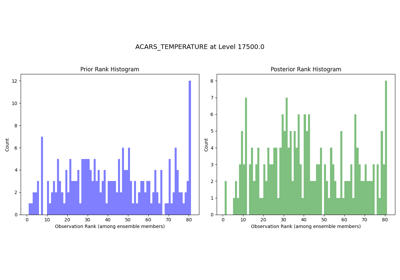 ACARS_TEMPERATURE at Level 17500.0
Prior Rank Histogram
Posterior Rank Histogram
12
10
8
6
4
2
0
Count
0 10 20 30 40 50 60 70 80
Observation Rank (among ensemble members)
8
7
6
5
4
3
2
1
0
Count
0 10 20 30 40 50 60 70 80
Observation Rank (among ensemble members)